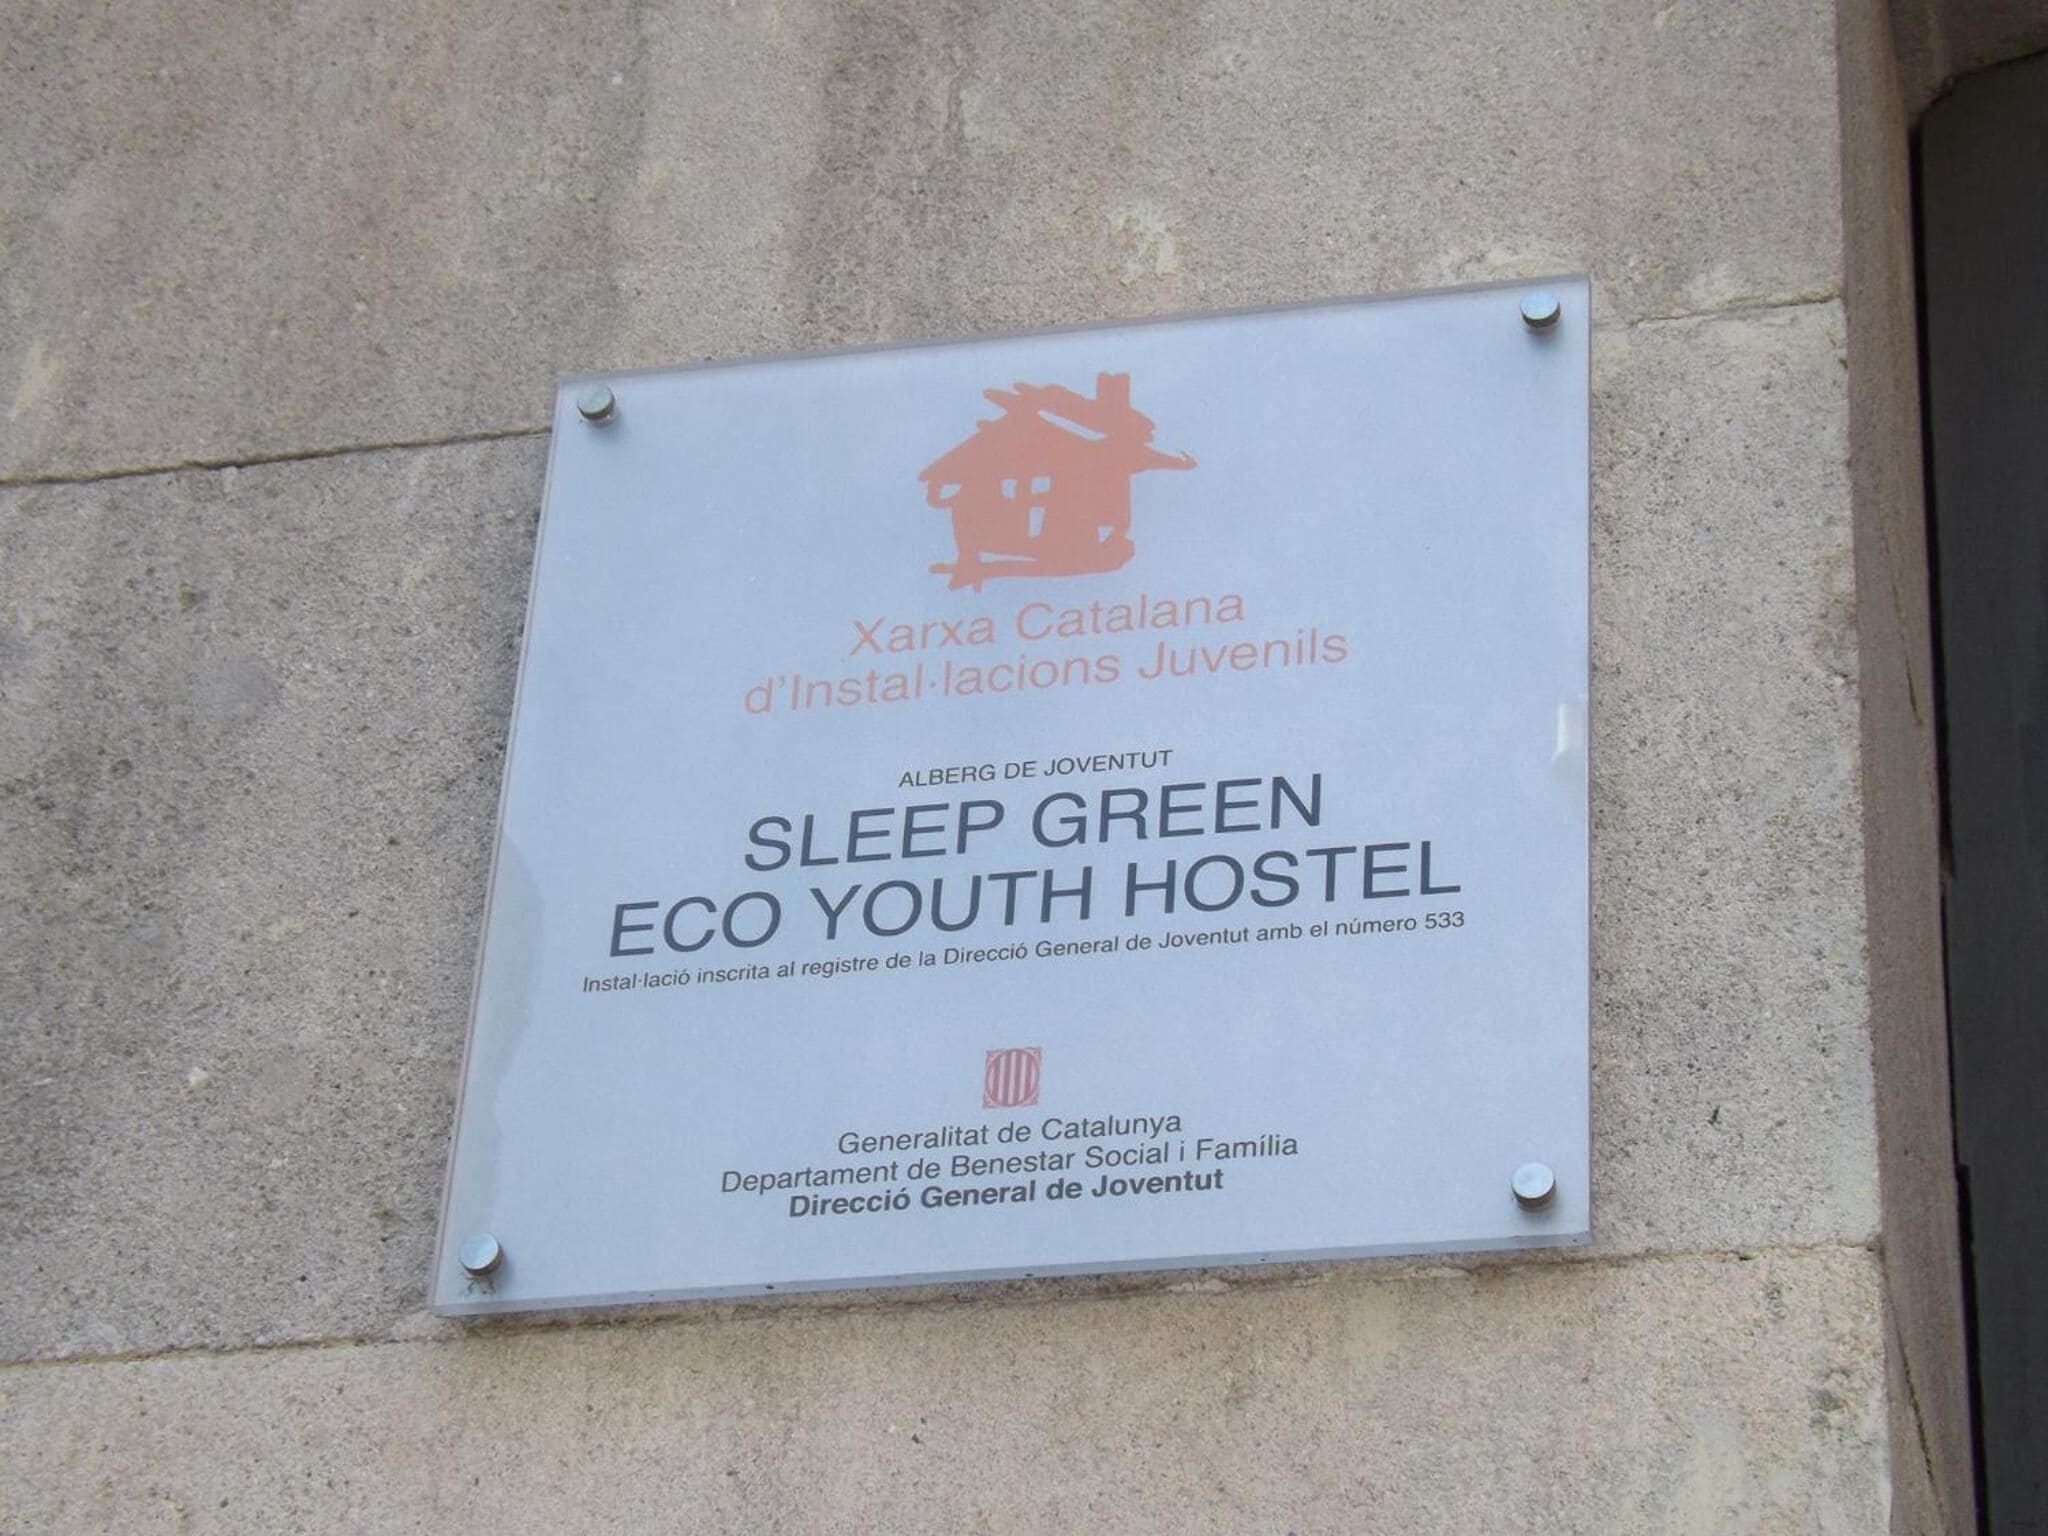 Xarxa Catalana
d'Instal·lacions Juvenils
ALBERG DE JOVENTUT
SLEEP GREEN
ECO YOUTH HOSTEL
Instal·lació inscrita al registre de la Direcció General de Joventut amb el número 533
Generalitat de Catalunya
Departament de Benestar Social i Família
Direcció General de Joventut